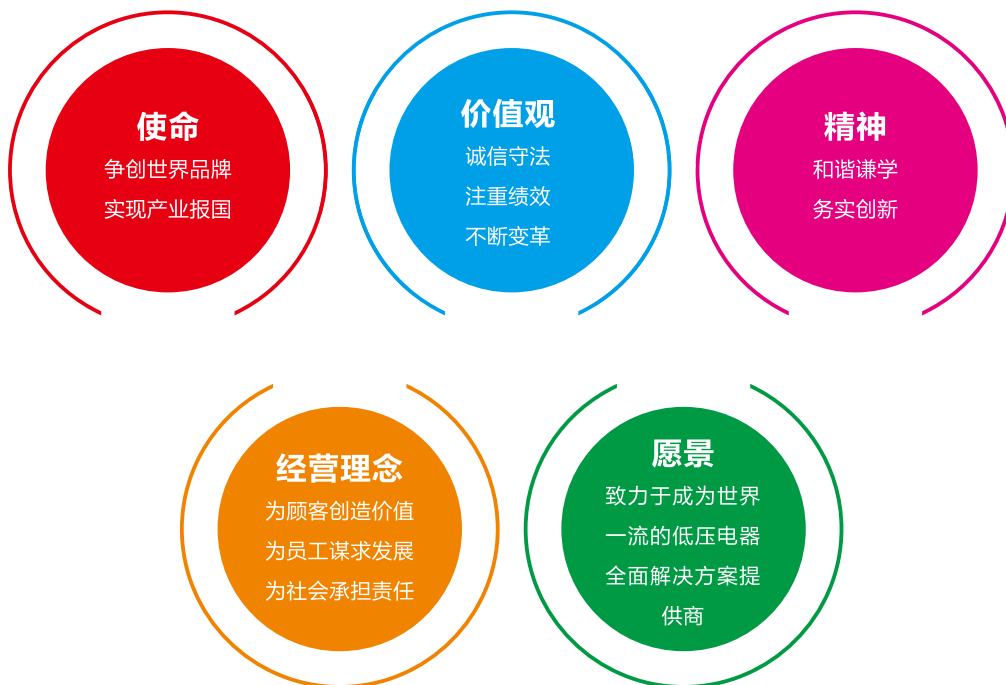 使命
争创世界品牌
实现产业报国
价值观
诚信守法
注重绩效
不断变革
精神
和谐谦学
务实创新
经营理念
为顾客创造价值
为员工谋求发展
为社会承担责任
愿景
致力于成为世界
一流的低压电器
全面解决方案提
供商